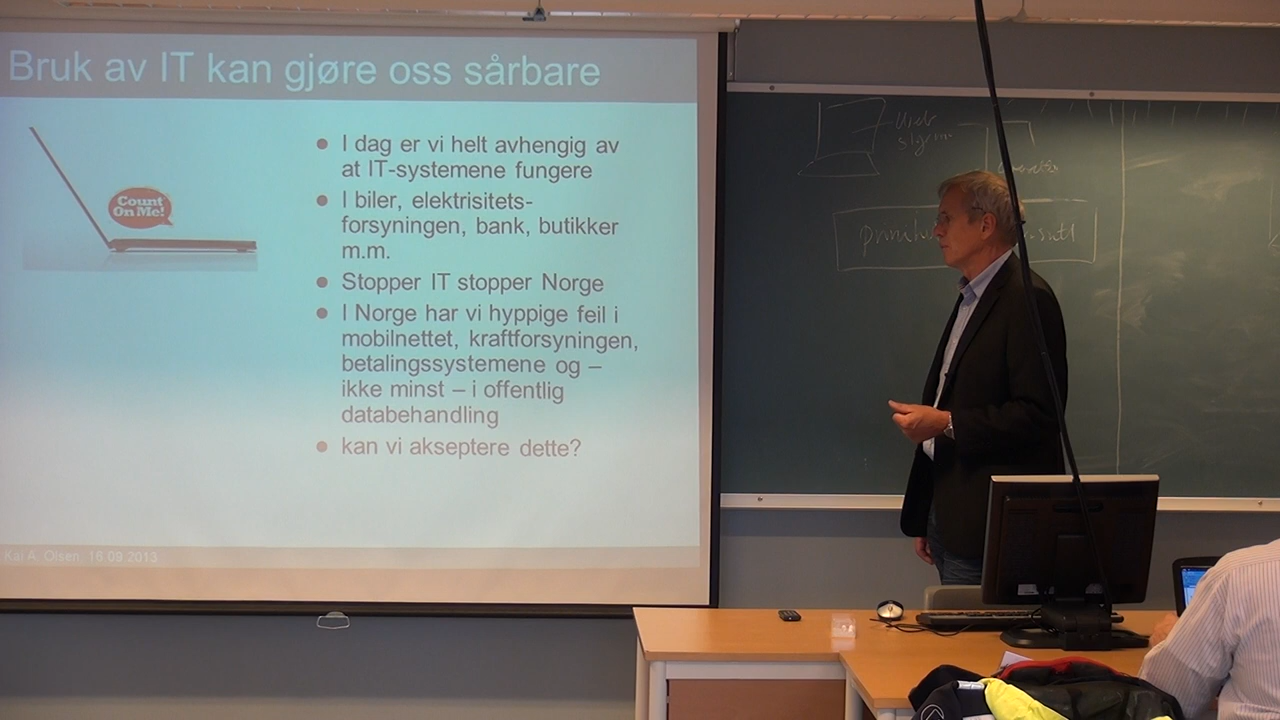 Bruk av IT kan gjøre oss sårbare
Count
On Me!
I dag er vi helt avhengig av
at IT-systemene fungere
I biler, elektrisitets-
forsyningen, bank, butikker
m.m.
Stopper IT stopper Norge
I Norge har vi hyppige feil i
mobilnettet, kraftforsyningen,
betalingssystemene og –
ikke minst – i offentlig
databehandling
kan vi akseptere dette?
Kai A. Olsen, 16.09.2013